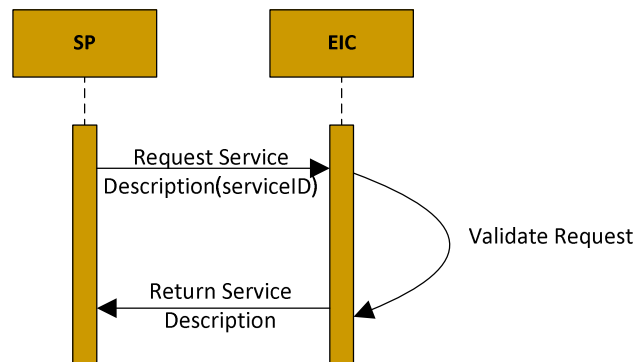 SP
EIC
Request Service
Description(serviceID)
Validate Request
Return Service
Description